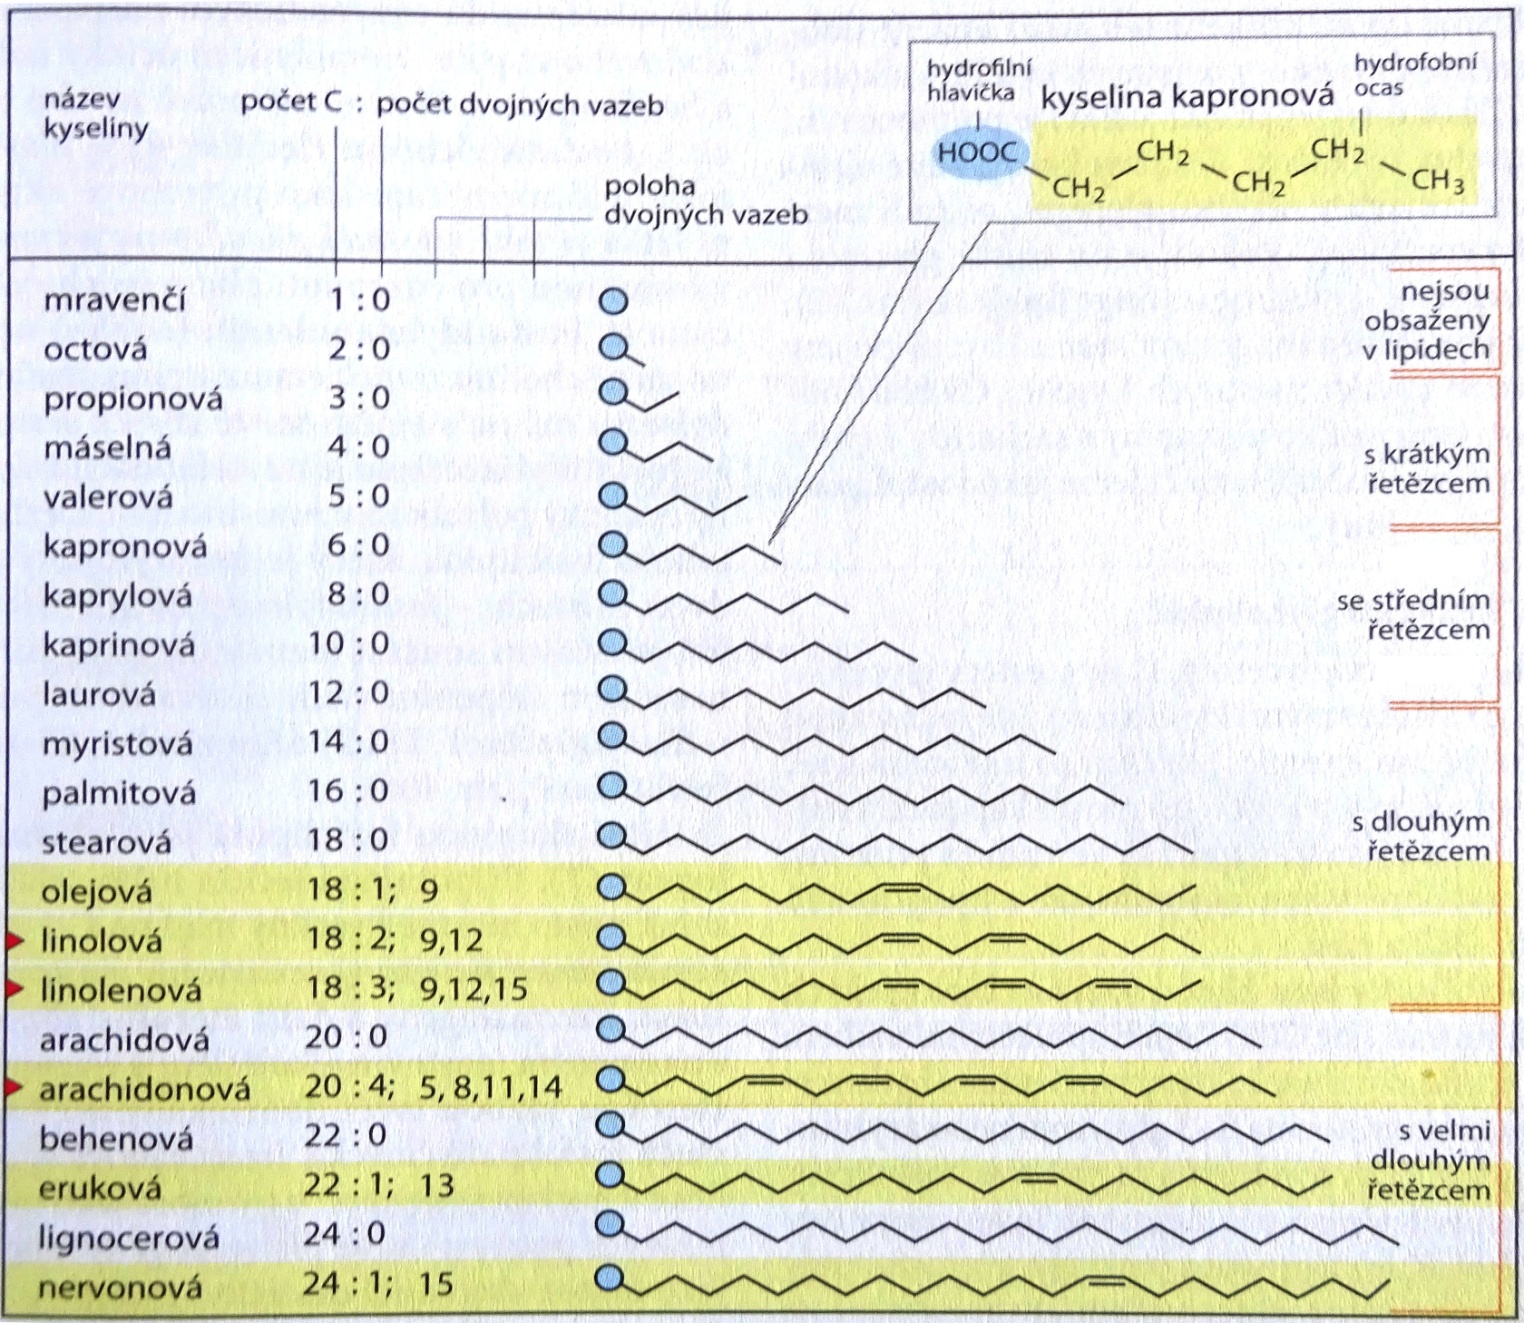 název
kyseliny
počet C : počet dvojných vazeb
poloha
dvojných vazeb
hydrofilní
hlavička
kyselina kapronová
hydrofobní
ocas
HOOC
CH2
CH2
CH2
CH2
CH3
mravenčí 1 : 0
octová 2 : 0
propionová 3 : 0
máselná 4 : 0
valerová 5 : 0
kapronová 6 : 0
kaprylová 8 : 0
kaprinová 10 : 0
laurová 12 : 0
myristová 14 : 0
palmitová 16 : 0
stearová 18 : 0
olejová 18 : 1; 9
linolová 18 : 2; 9,12
linolenová 18 : 3; 9,12,15
arachidová 20 : 0
arachidonová 20 : 4; 5, 8,11,14
behenová 22 : 0
eruková 22 : 1; 13
lignocerová 24 : 0
nervonová 24 : 1; 15
nejsou
obsaženy
v lipidech
s krátkým
řetězcem
se středním
řetězcem
s dlouhým
řetězcem
s velmi
dlouhým
řetězcem